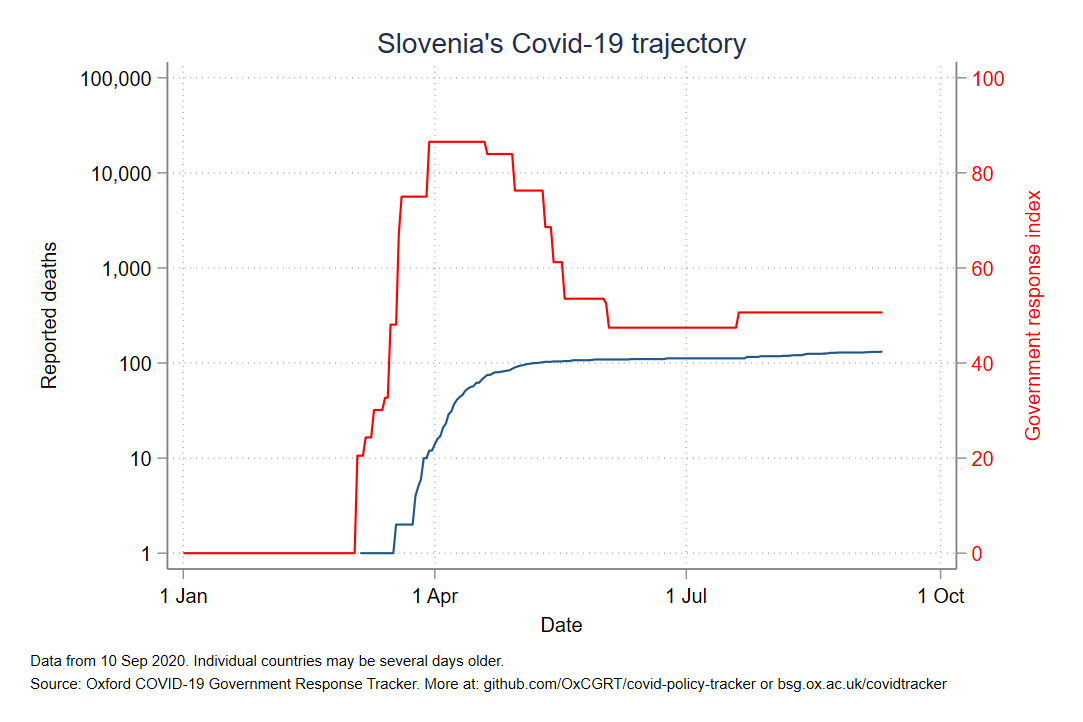 Slovenia's Covid-19 trajectory
100,000
10,000
1,000
100
10
1
Reported deaths
100
80
60
40
20
0
Government response index
1 Jan
1 Apr
1 Jul
1 Oct
Date
Data from 10 Sep 2020. Individual countries may be several days older.
Source: Oxford COVID-19 Government Response Tracker. More at: github.com/OxCGRT/covid-policy-tracker or bsg.ox.ac.uk/covidtracker